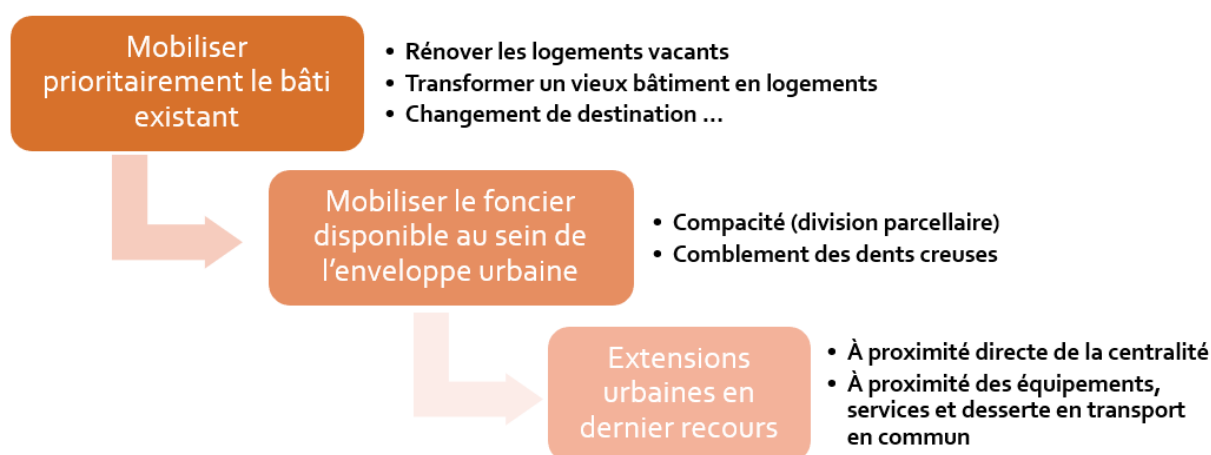 Mobiliser
prioritairement le bâti
existant
• Rénover les logements vacants
• Transformer un vieux bâtiment en logements
• Changement de destination ...
Mobiliser le foncier
disponible au sein de
l’enveloppe urbaine
• Compacité (division parcellaire)
• Comblement des dents creuses
Extensions
urbaines en
dernier recours
• À proximité directe de la centralité
• À proximité des équipements,
services et desserte en transport
en commun